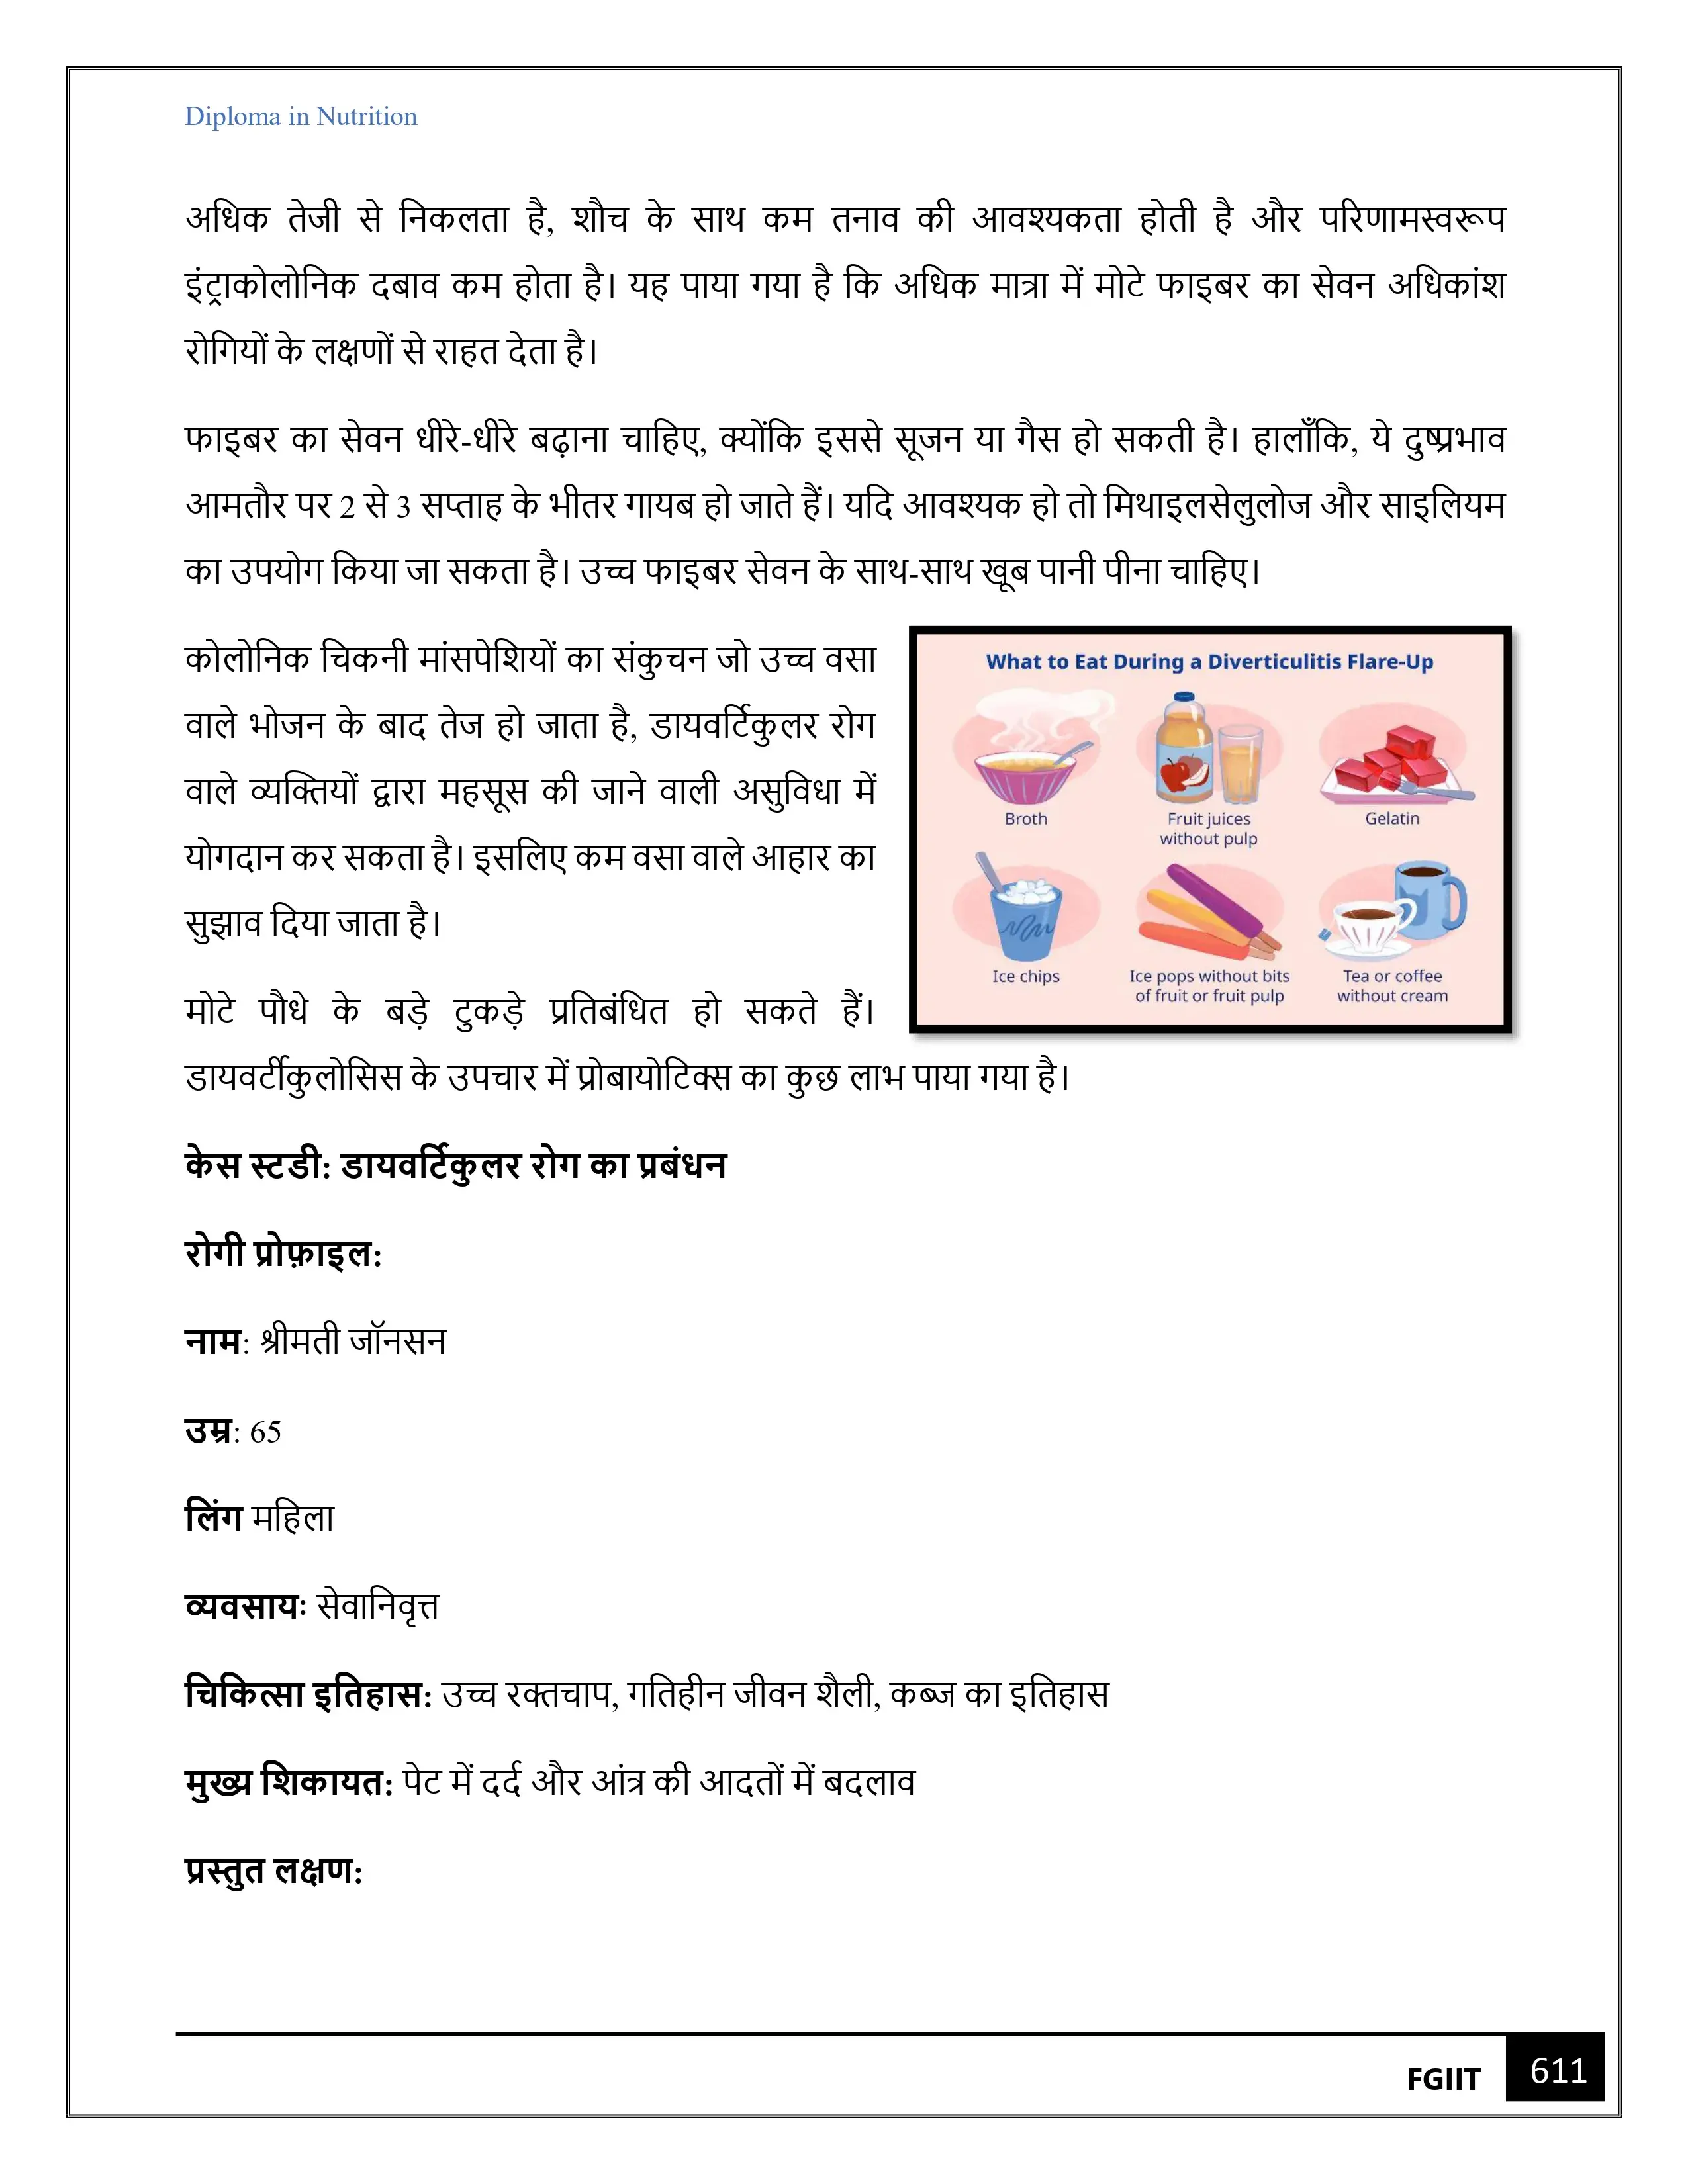 Diploma in Nutrition
अधिक तेजी से निकलता है, शौच के साथ कम तनाव की आवश्यकता होती है और परिणामस्वरूप
इंट्राकोलोनिक दबाव कम होता है। यह पाया गया है कि अधिक मात्रा में मोटे फाइबर का सेवन अधिकांश
रोगियों के लक्षणों से राहत देता है।
फाइबर का सेवन धीरे-धीरे बढ़ाना चाहिए, क्योंकि इससे सूजन या गैस हो सकती है। हालाँकि, ये दुष्प्रभाव
आमतौर पर 2 से 3 सप्ताह के भीतर गायब हो जाते हैं। यदि आवश्यक हो तो मिथाइलसेलुलोज और साइलियम
का उपयोग किया जा सकता है। उच्च फाइबर सेवन के साथ-साथ खूब पानी पीना चाहिए।
कोलोनिक चिकनी मांसपेशियों का संकुचन जो उच्च वसा
वाले भोजन के बाद तेज हो जाता है, डायवर्टिकुलर रोग
वाले व्यक्तियों द्वारा महसूस की जाने वाली असुविधा में
योगदान कर सकता है। इसलिए कम वसा वाले आहार का
सुझाव दिया जाता है।
What to Eat During a Diverticulitis Flare-Up
Broth
Fruit juices
without pulp
Gelatin
Ice chips
Ice pops without bits
of fruit or fruit pulp
Tea or coffee
without cream
मोटे पौधे के बड़े टुकड़े प्रतिबंधित हो सकते हैं।
डायवर्टीकुलोसिस के उपचार में प्रोबायोटिक्स का कुछ लाभ पाया गया है।
केस स्टडी: डायवर्टिकुलर रोग का प्रबंधन
रोगी प्रोफ़ाइल:
नाम: श्रीमती जॉनसन
उम्र: 65
लिंग महिला
व्यवसायः सेवानिवृत्त
चिकित्सा इतिहास: उच्च रक्तचाप, गतिहीन जीवन शैली, कब्ज का इतिहास
मुख्य शिकायत: पेट में दर्द और आंत्र की आदतों में बदलाव
प्रस्तुत लक्षण:
FGIIT
611